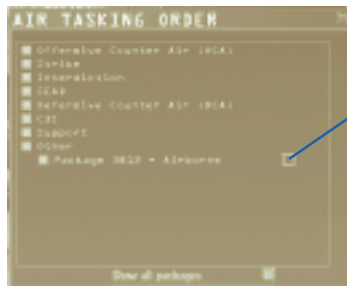 AIR TASKING ORDER
Offensive Counter Air (OCA)
Strike
Interdiction
SEAD
Defensive Counter Air (DCA)
CSI
Support
Other
Package 3010 - Airborne
Show all packages